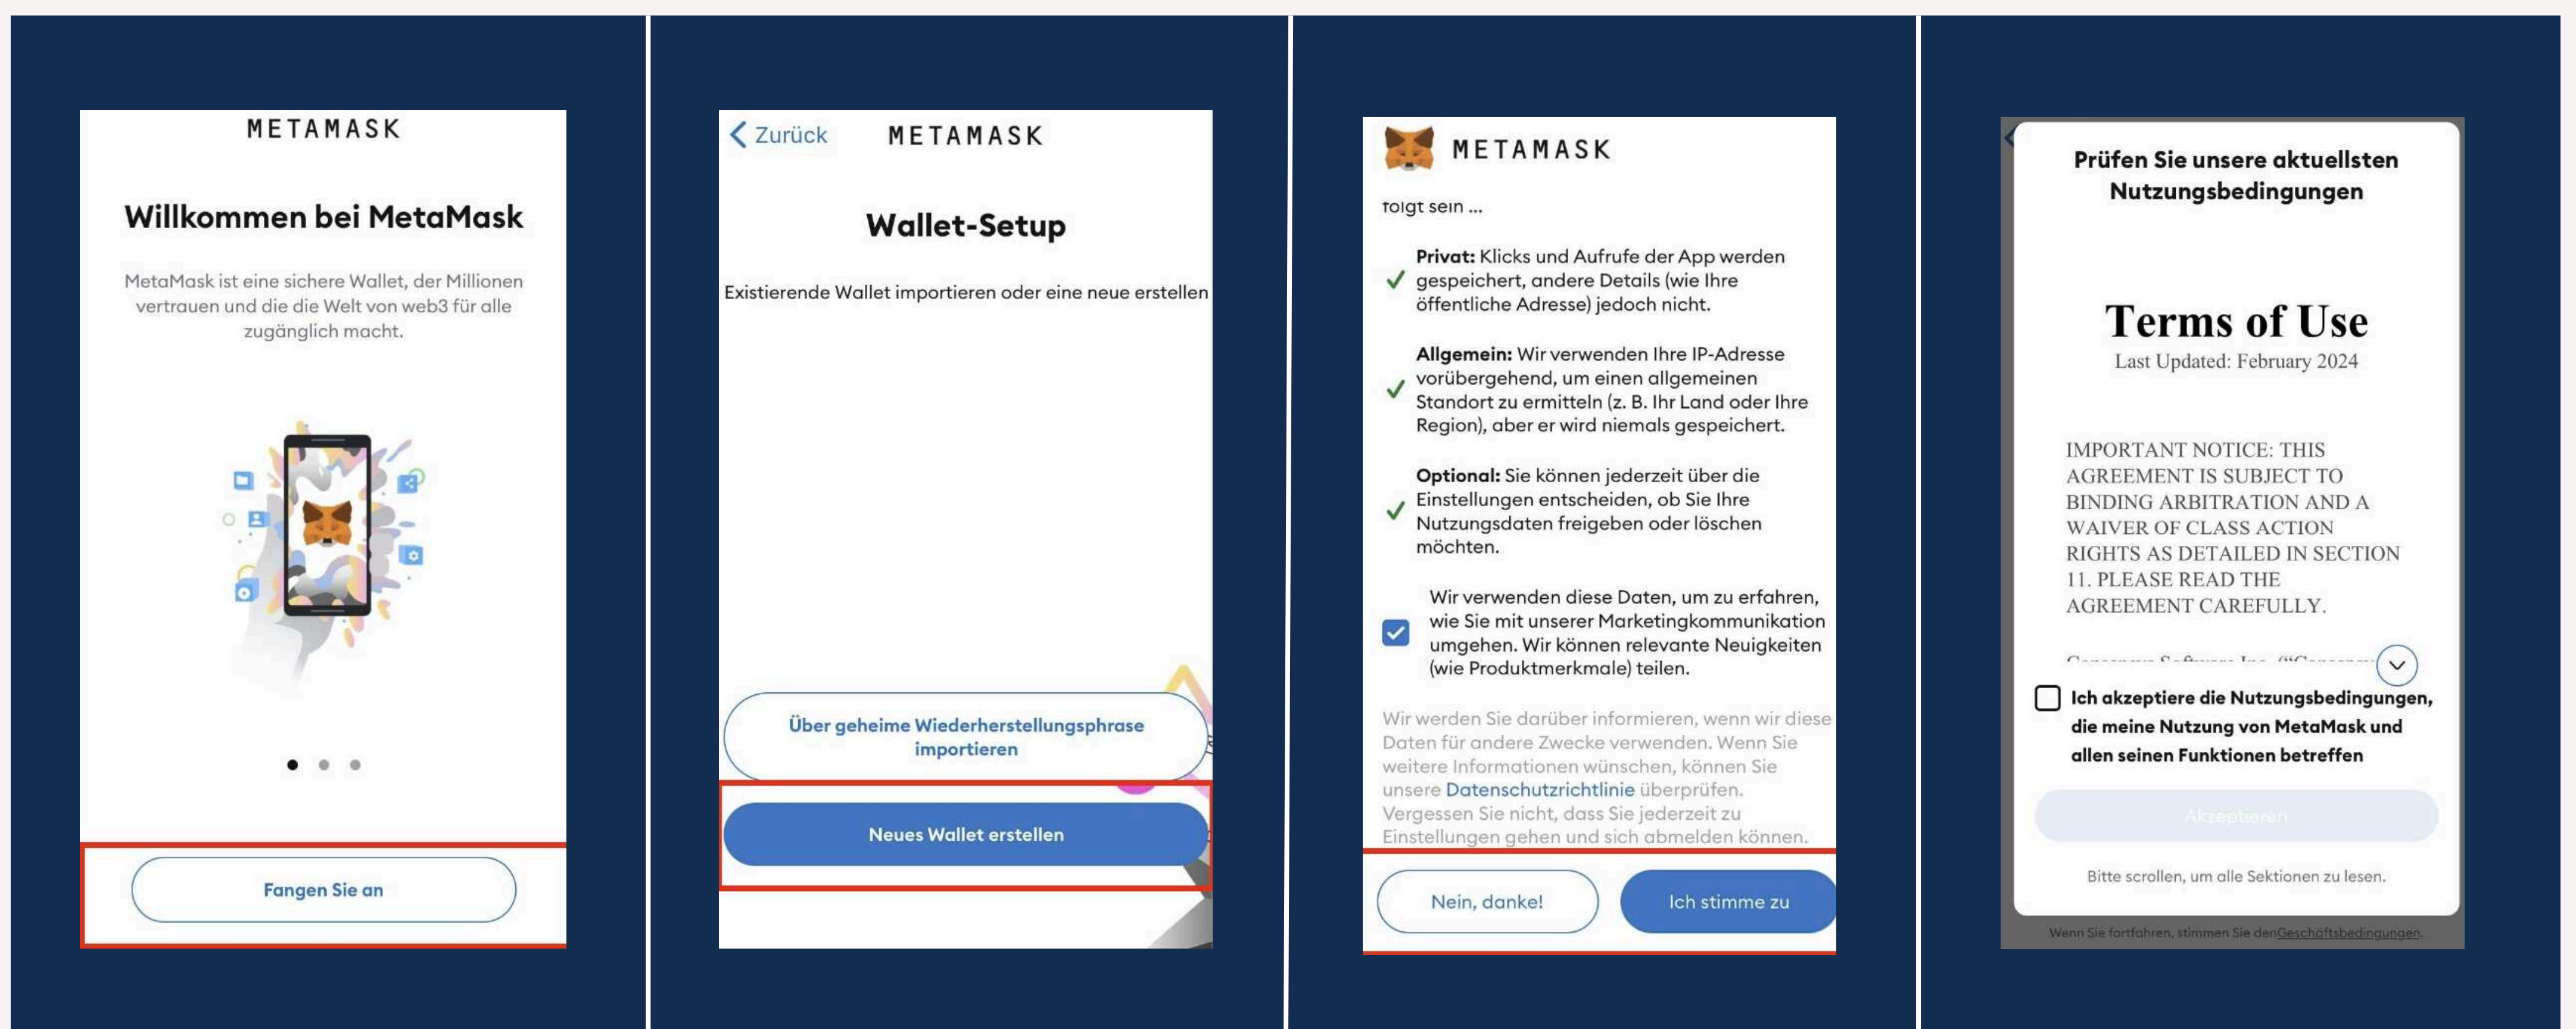 METAMASK
Willkommen bei MetaMask
MetaMask ist eine sichere Wallet, der Millionen
vertrauen und die die Welt von web3 für alle
zugänglich macht.
Fangen Sie an
Zurück
METAMASK
Wallet-Setup
Existierende Wallet importieren oder eine neue erstellen
Über geheime Wiederherstellungsphrase
importieren
Neues Wallet erstellen
METAMASK
folgt sein ...
Privat: Klicks und Aufrufe der App werden
gespeichert, andere Details (wie Ihre
öffentliche Adresse) jedoch nicht.
Allgemein: Wir verwenden Ihre IP-Adresse
vorübergehend, um einen allgemeinen
Standort zu ermitteln (z. B. Ihr Land oder Ihre
Region), aber er wird niemals gespeichert.
Optional: Sie können jederzeit über die
Einstellungen entscheiden, ob Sie Ihre
Nutzungsdaten freigeben oder löschen
möchten.
Wir verwenden diese Daten, um zu erfahren,
wie Sie mit unserer Marketingkommunikation
umgehen. Wir können relevante Neuigkeiten
(wie Produktmerkmale) teilen.
Wir werden Sie darüber informieren, wenn wir diese
Daten für andere Zwecke verwenden. Wenn Sie
weitere Informationen wünschen, können Sie
unsere Datenschutzrichtlinie überprüfen.
Vergessen Sie nicht, dass Sie jederzeit zu
Einstellungen gehen und sich abmelden können.
Nein, danke!
Ich stimme zu
Prüfen Sie unsere aktuellsten
Nutzungsbedingungen
Terms of Use
Last Updated: February 2024
IMPORTANT NOTICE: THIS
AGREEMENT IS SUBJECT TO
BINDING ARBITRATION AND A
WAIVER OF CLASS ACTION
RIGHTS AS DETAILED IN SECTION
11. PLEASE READ THE
AGREEMENT CAREFULLY.
Ich akzeptiere die Nutzungsbedingungen,
die meine Nutzung von MetaMask und
allen seinen Funktionen betreffen
Akzeptieren
Bitte scrollen, um alle Sektionen zu lesen.
Wenn Sie fortfahren, stimmen Sie denGeschäftsbedingungen.